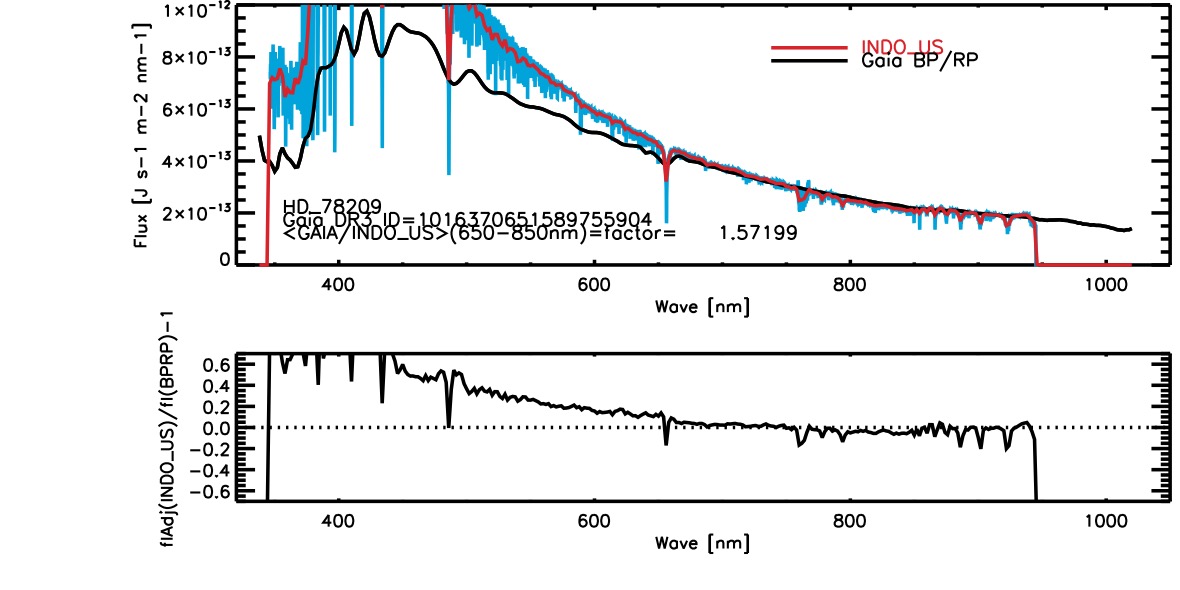 1×10−12
8×10−13
6×10−13
4×10−13
2×10−13
0
Flux [J s−1 m−2 nm−1]
INDO_US
Gaia BP/RP
HD_78209
Gaia DR3 ID=1016370651589755904
<GAIA/INDO_US>(650−850nm)=factor= 1.57199
400 600 800 1000
Wave [nm]
flAdj(INDO_US)/fl(BPRP)−1
0.6
0.4
0.2
0.0
−0.2
−0.4
−0.6
400 600 800 1000
Wave [nm]